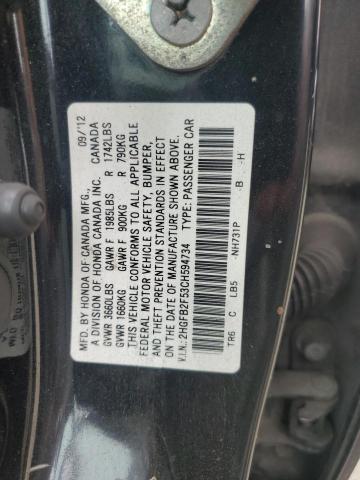 MFD. BY HONDA OF CANADA MFG., 09/'12
A DIVISION OF HONDA CANADA INC. CANADA
GVWR 3660LBS GAWR F 1985LBS R 1742LBS
GVWR 1660KG GAWR F 900KG R 790KG
THIS VEHICLE CONFORMS TO ALL APPLICABLE
FEDERAL MOTOR VEHICLE SAFETY, BUMPER,
AND THEFT PREVENTION STANDARDS IN EFFECT
ON THE DATE OF MANUFACTURE SHOWN ABOVE.
V.I.N. 2HGFB2F53CH594734 TYPE: PASSENGER CAR
TR6 C LB5 -NH731P -B -H